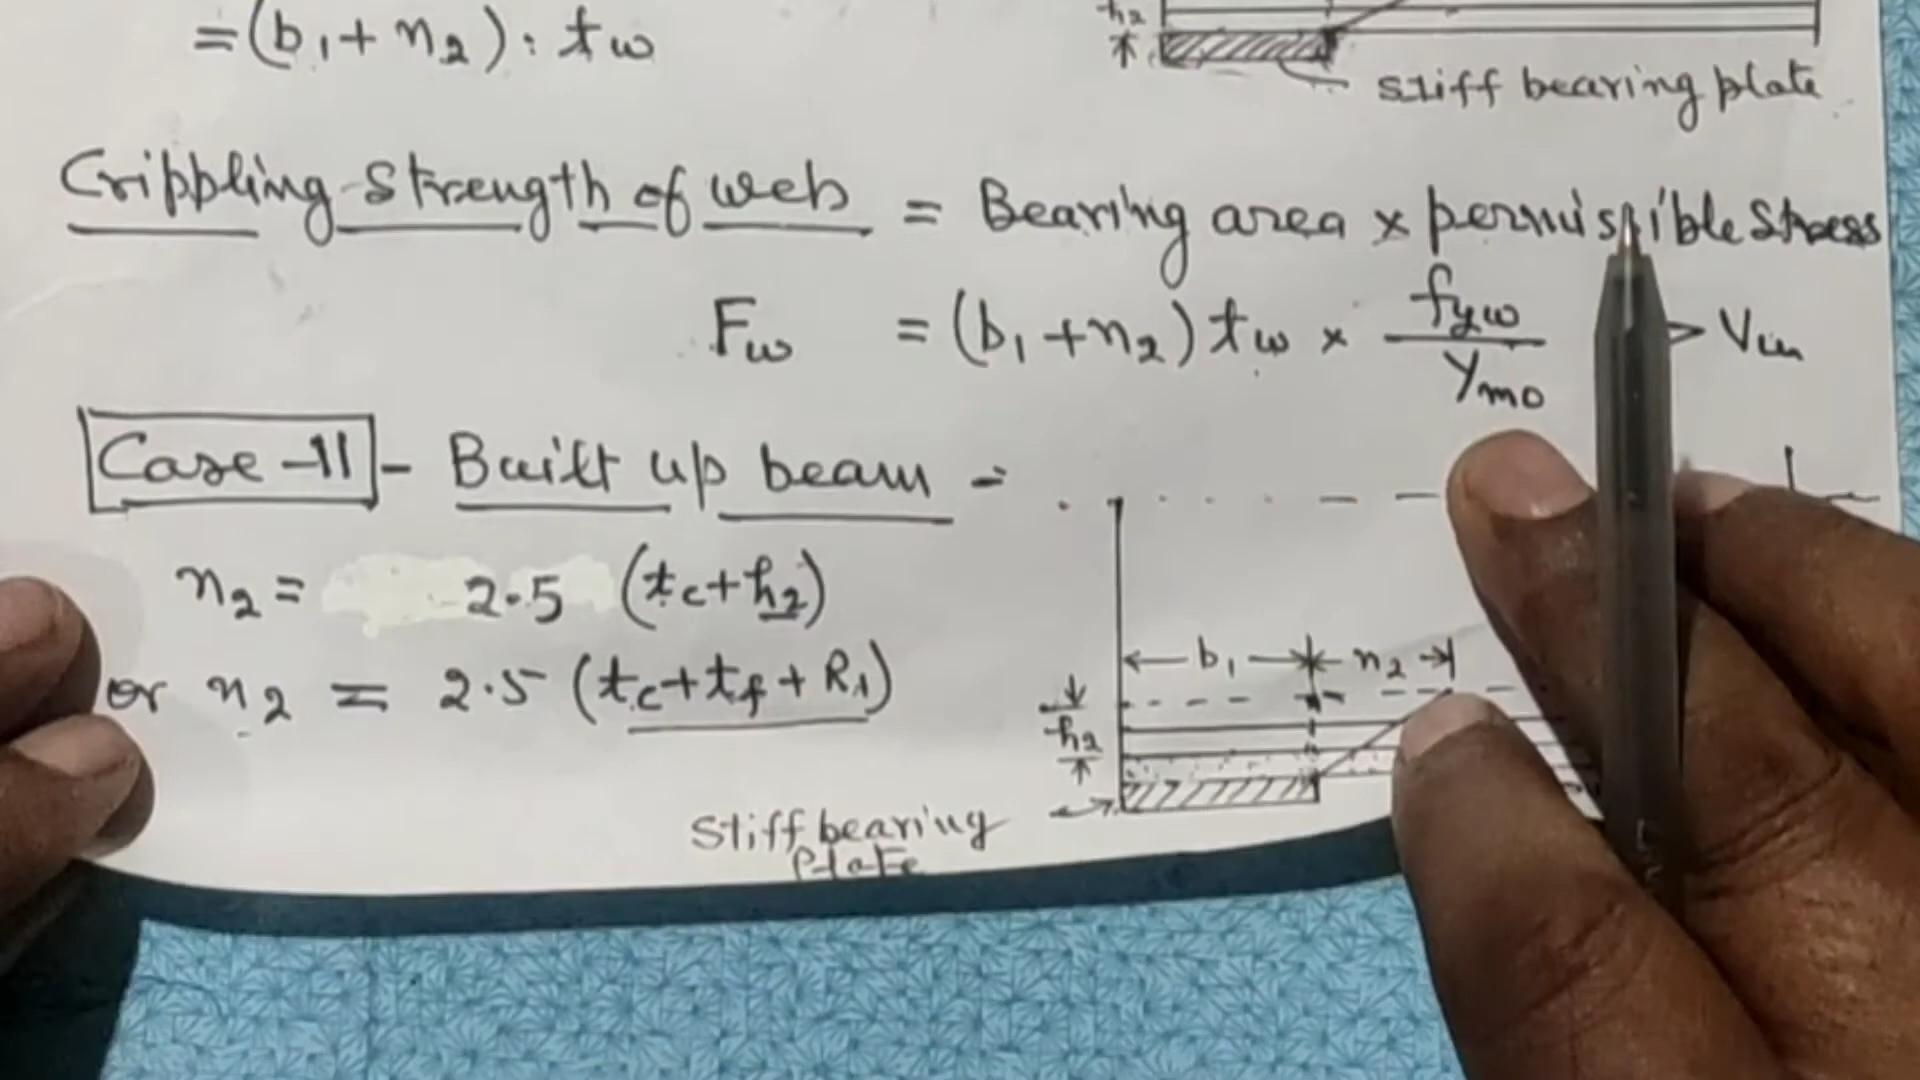 = (b₁ + n₂) . tw
h₂
stiff bearing plate
Crippling Strength of web = Bearing area × permissible Stress
Fw = (b₁ + n₂) tw × fyw / γmo > Vu
Case-II - Built up beam -
n₂ = 2.5 (tc + h₂)
or n₂ = 2.5 (tc + tf + R₁)
b₁ n₂
h₂
Stiff bearing
Plate